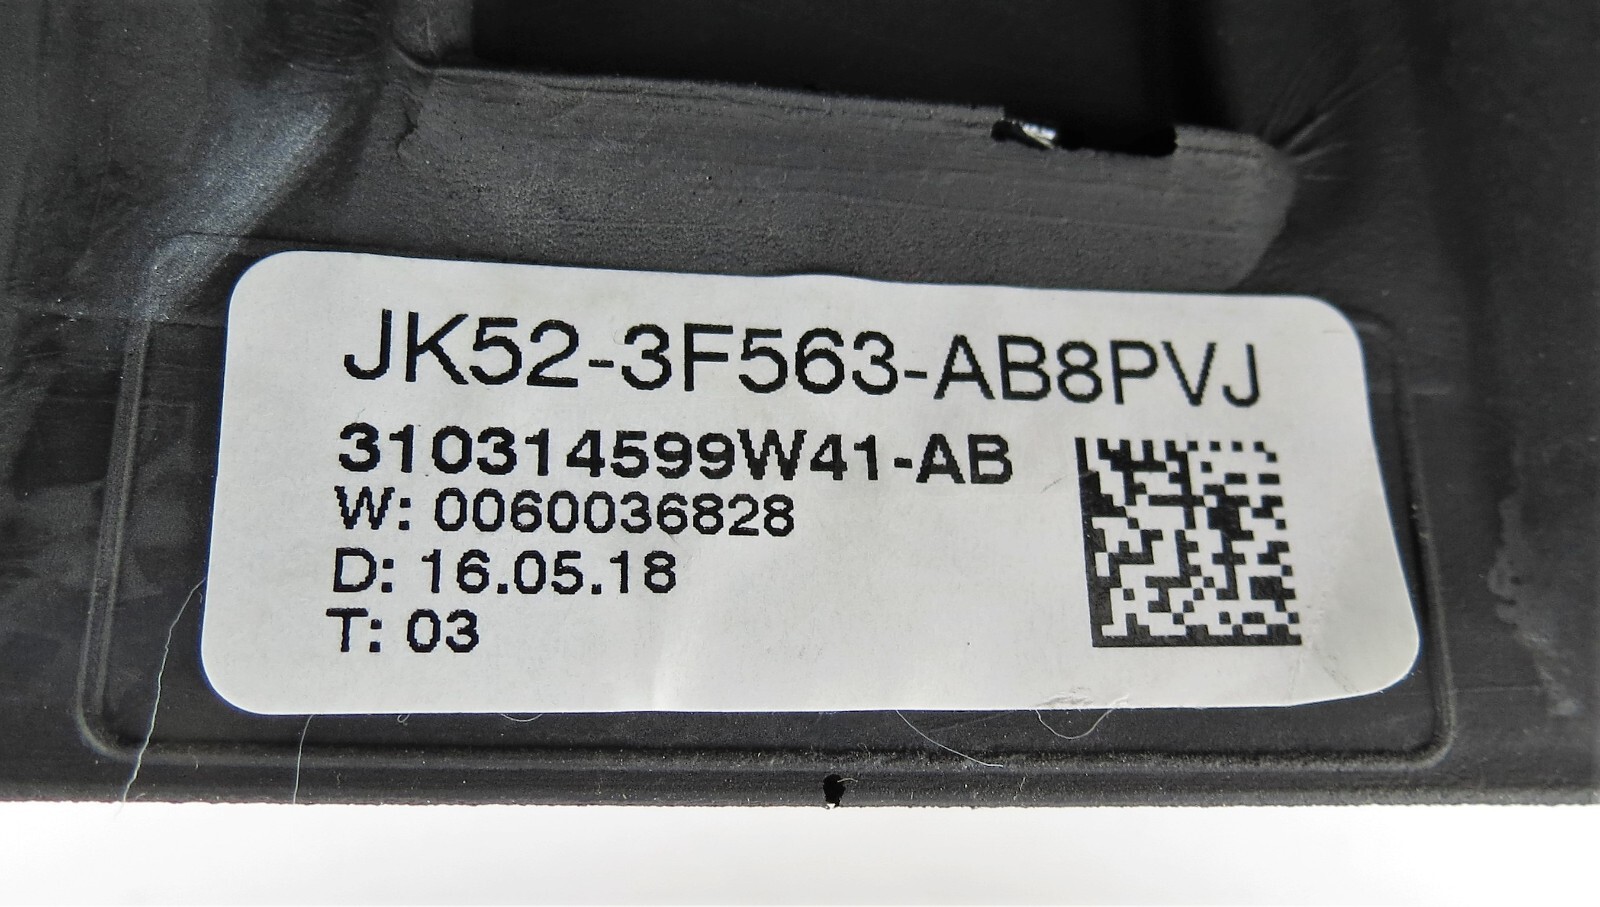 JK52-3F563-AB8PVJ
310314599W41-AB
W: 0060036828
D: 16.05.18
T: 03